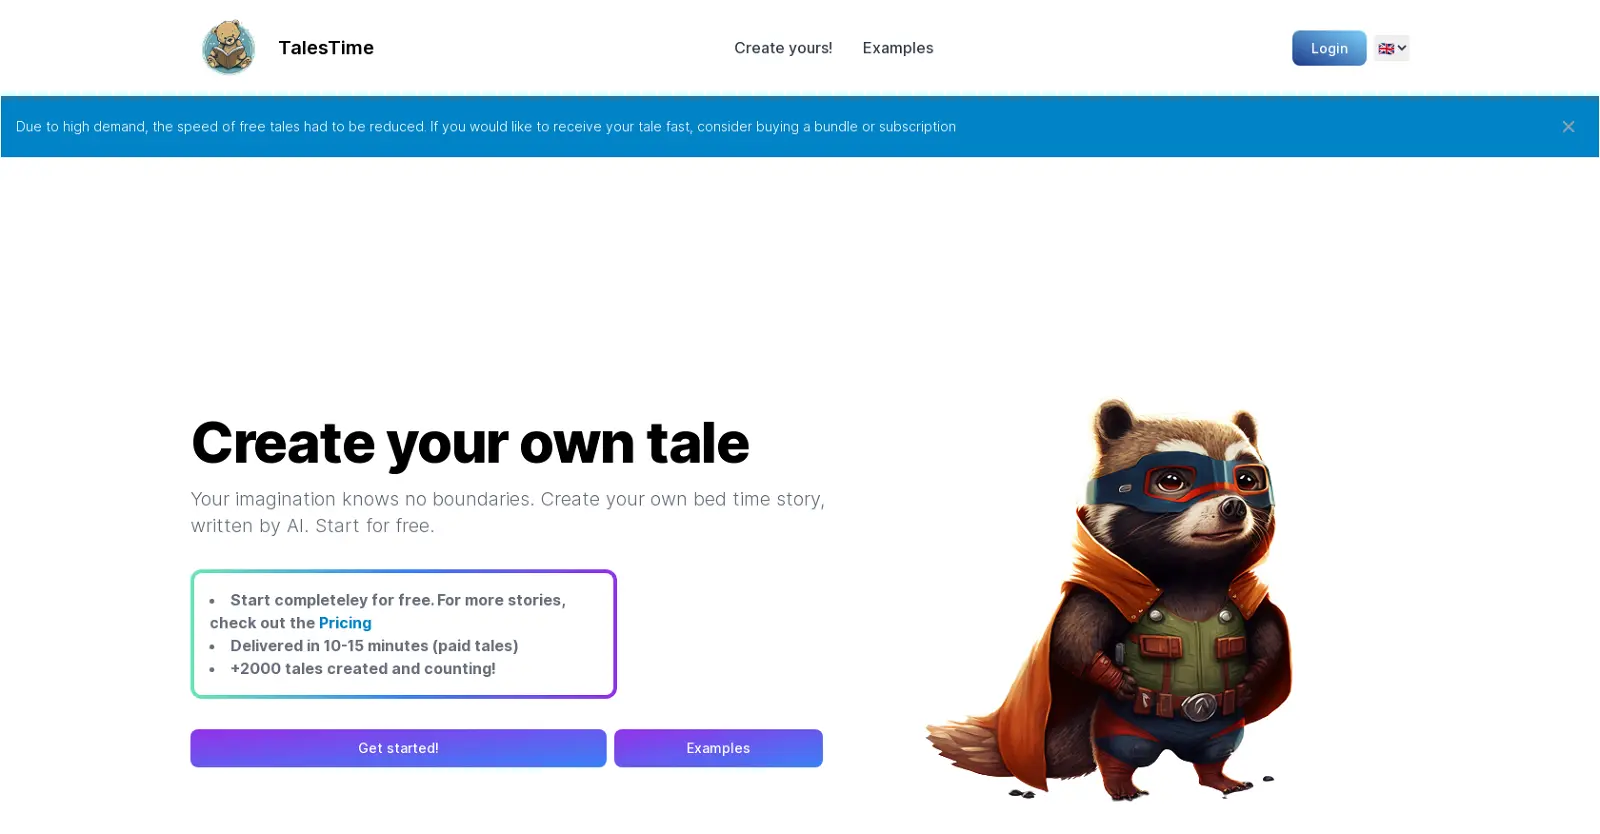 TalesTime
Create yours!
Examples
Login
Due to high demand, the speed of free tales had to be reduced. If you would like to receive your tale fast, consider buying a bundle or subscription
Create your own tale
Your imagination knows no boundaries. Create your own bed time story,
written by AI. Start for free.
• Start completeley for free. For more stories,
check out the Pricing
• Delivered in 10-15 minutes (paid tales)
• +2000 tales created and counting!
Get started!
Examples